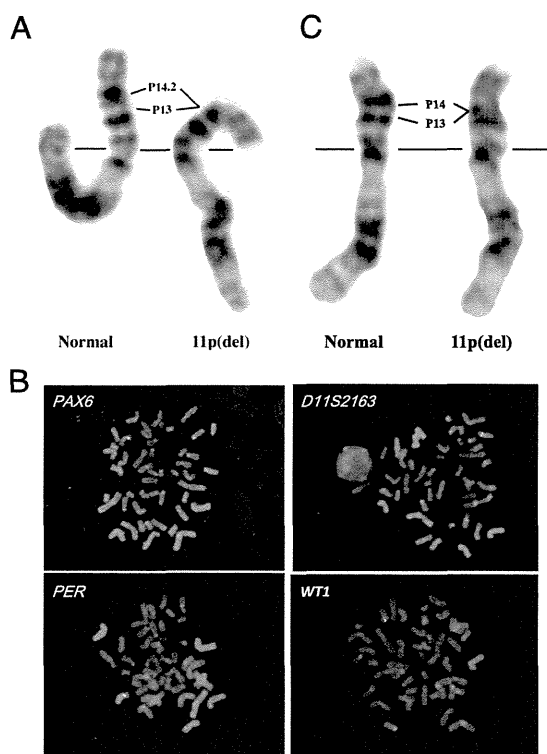 A
C
P14.2
P13
P14
P13
Normal
11p(del)
Normal
11p(del)
B
PAX6
D11S2163
PER
WT1